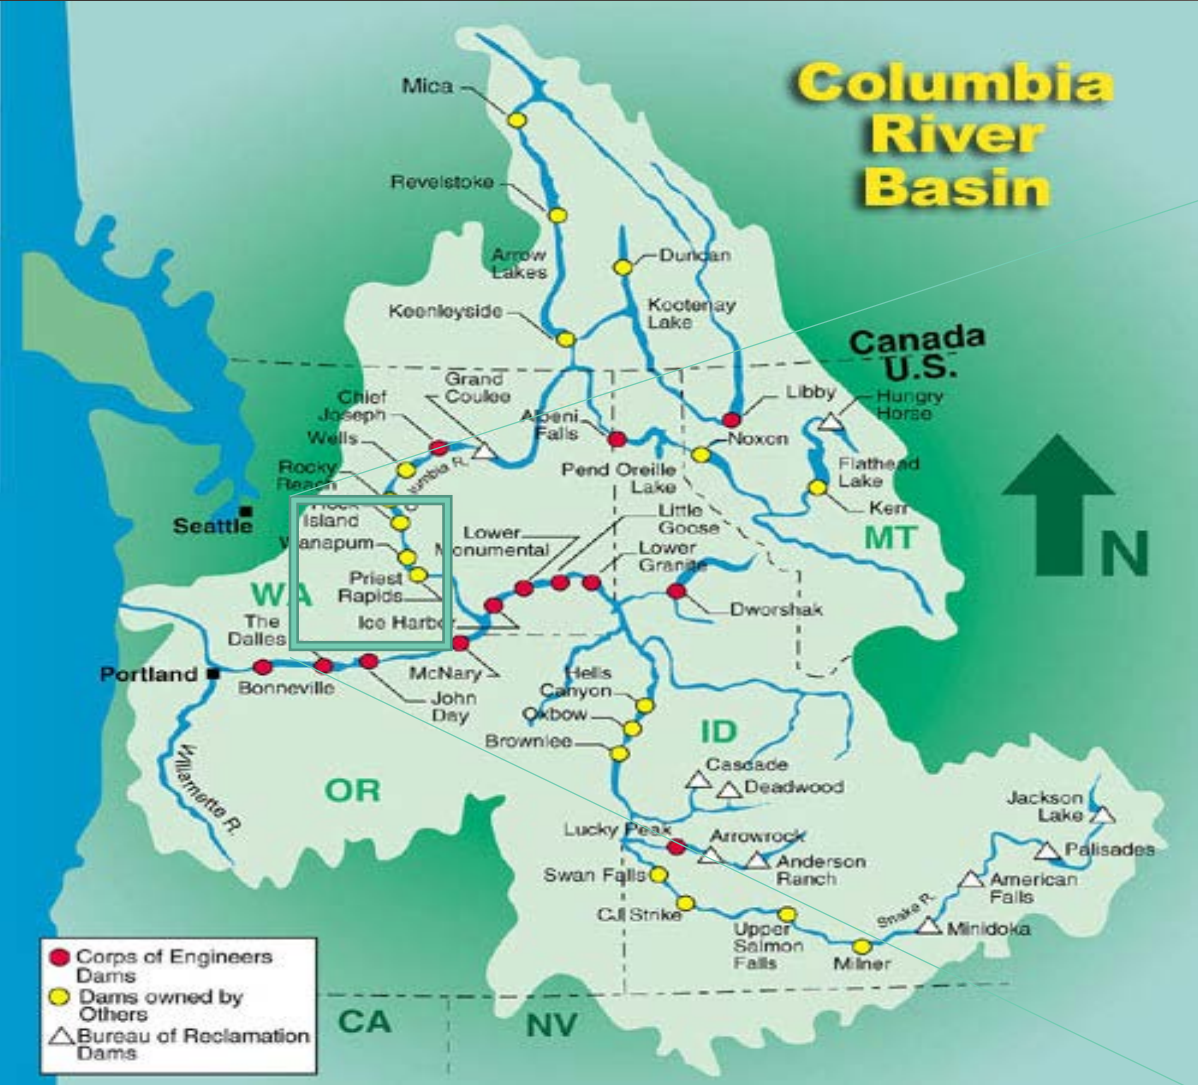 Columbia
River
Basin
Mica
Revelstoke
Arrow
Lakes
Duncan
Keenleyside
Kootenay
Lake
Canada
U.S.
Grand
Coulee
Chief
Joseph
Wells
Albeni
Falls
Libby
Hungry
Horse
Noxon
Rocky
Reach
Pend Oreille
Lake
Flathead
Lake
Kerr
MT
N
Seattle
Rock
Island
Wanapum
Lower
Monumental
Little
Goose
Lower
Granite
Priest
Rapids
WA
Ice Harbor
Dworshak
The
Dalles
Portland
Bonneville
McNary
John
Day
Hells
Canyon
Oxbow
Brownlee
ID
Cascade
Deadwood
OR
Willamette R.
Lucky Peak
Arrowrock
Anderson
Ranch
Jackson
Lake
Palisades
American
Falls
Swan Falls
CJ Strike
Upper
Salmon
Falls
Milner
Snake R.
Minidoka
Corps of Engineers
Dams
Dams owned by
Others
Bureau of Reclamation
Dams
CA
NV